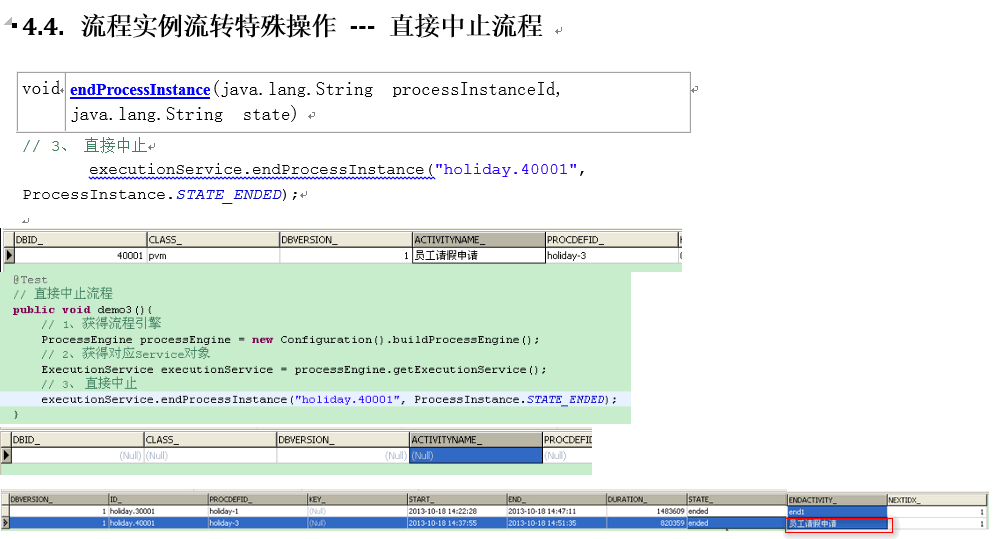 4.4. 流程实例流转特殊操作 --- 直接中止流程
void endProcessInstance(java.lang.String processInstanceId,
java.lang.String state)
// 3、 直接中止
executionService.endProcessInstance("holiday.40001",
ProcessInstance.STATE_ENDED);
DBID_ CLASS_ DBVERSION_ ACTIVITYNAME_ PROCDEFID_
40001 pvm 1 员工请假申请 holiday-3
@Test
// 直接中止流程
public void demo3(){
// 1、获得流程引擎
ProcessEngine processEngine = new Configuration().buildProcessEngine();
// 2、获得对应Service对象
ExecutionService executionService = processEngine.getExecutionService();
// 3、 直接中止
executionService.endProcessInstance("holiday.40001", ProcessInstance.STATE_ENDED);
}
DBID_ CLASS_ DBVERSION_ ACTIVITYNAME_ PROCDEFID
(Null) (Null) (Null) (Null) (Null)
DBVERSION_ ID_ PROCDEFID_ KEY_ START_ END_ DURATION_ STATE_ ENDACTIVITY_ NEXTIDX_
1 holiday.30001 holiday-1 (Null) 2013-10-18 14:22:28 2013-10-18 14:47:11 1483609 ended end1 1
1 holiday.40001 holiday-3 (Null) 2013-10-18 14:37:55 2013-10-18 14:51:35 820359 ended 员工请假申请 1